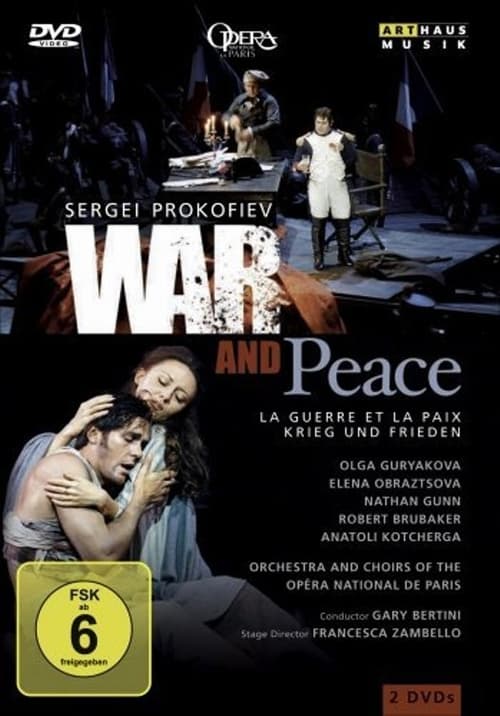 DVD
VIDEO
OPERA
NATIONAL
DE PARIS
ARTHAUS
MUSIK
SERGEI PROKOFIEV
WAR
AND Peace
LA GUERRE ET LA PAIX
KRIEG UND FRIEDEN
OLGA GURYAKOVA
ELENA OBRAZTSOVA
NATHAN GUNN
ROBERT BRUBAKER
ANATOLI KOTCHERGA
ORCHESTRA AND CHOIRS OF THE
OPÉRA NATIONAL DE PARIS
Conductor GARY BERTINI
Stage Director FRANCESCA ZAMBELLO
FSK
ab
6
freigegeben
2 DVDs